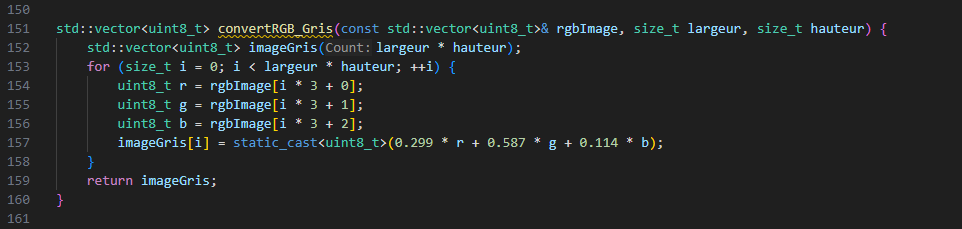 150
151 std::vector<uint8_t> convertRGB_Gris(const std::vector<uint8_t>& rgbImage, size_t largeur, size_t hauteur) {
152     std::vector<uint8_t> imageGris(Count: largeur * hauteur);
153     for (size_t i = 0; i < largeur * hauteur; ++i) {
154         uint8_t r = rgbImage[i * 3 + 0];
155         uint8_t g = rgbImage[i * 3 + 1];
156         uint8_t b = rgbImage[i * 3 + 2];
157         imageGris[i] = static_cast<uint8_t>(0.299 * r + 0.587 * g + 0.114 * b);
158     }
159     return imageGris;
160 }
161